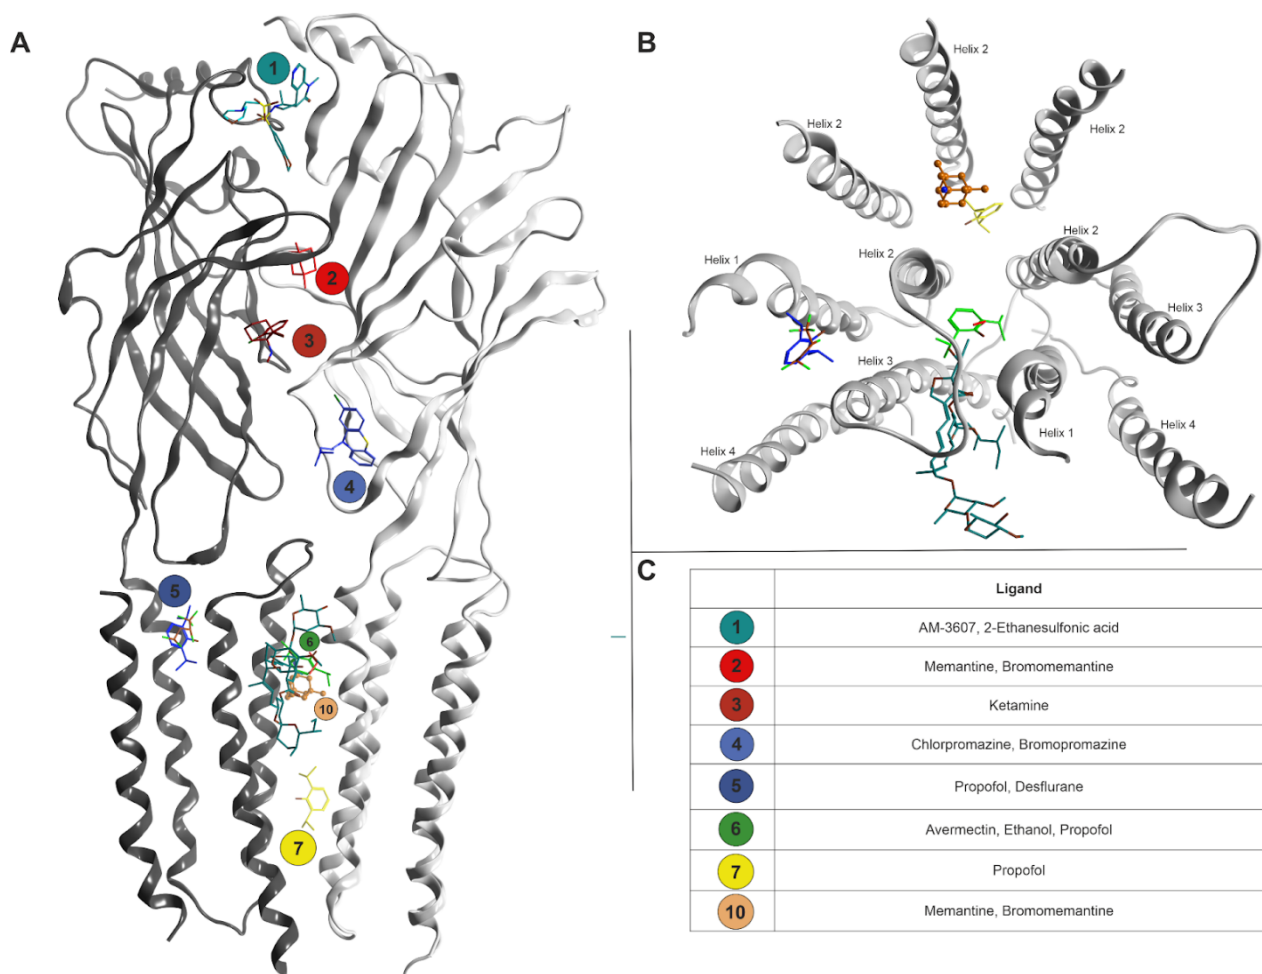 A
1
2
3
4
5
6
10
7
B
Helix 2
Helix 2
Helix 2
Helix 1
Helix 2
Helix 2
Helix 3
Helix 3
Helix 4
Helix 1
Helix 4
C
Ligand
1 AM-3607, 2-Ethanesulfonic acid
2 Memantine, Bromomemantine
3 Ketamine
4 Chlorpromazine, Bromopromazine
5 Propofol, Desflurane
6 Avermectin, Ethanol, Propofol
7 Propofol
10 Memantine, Bromomemantine